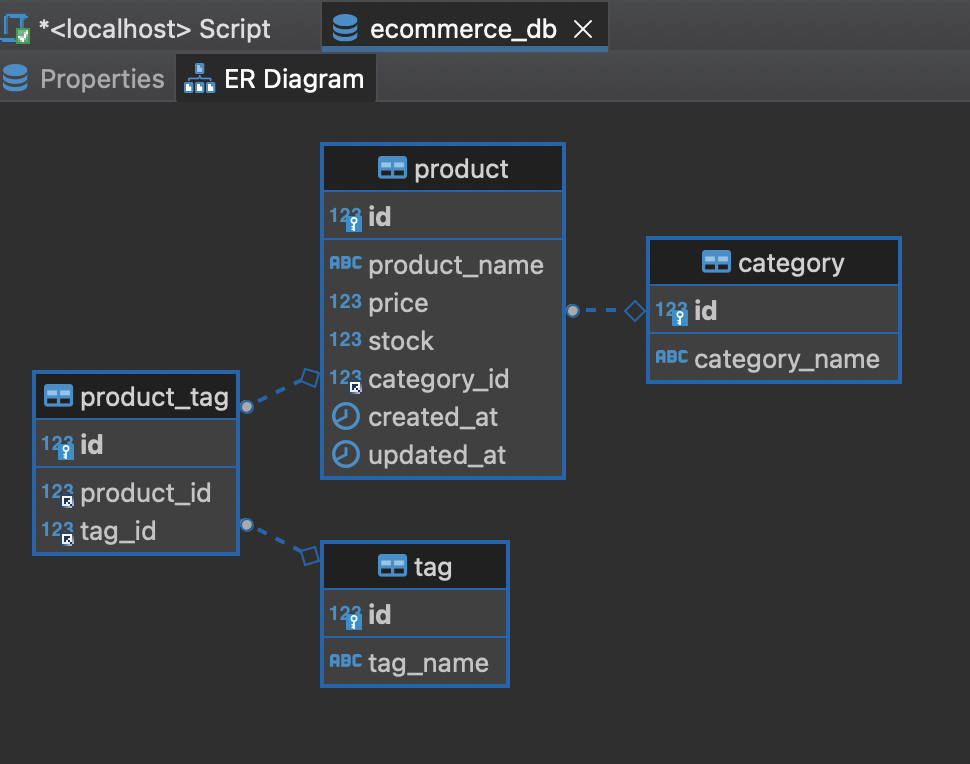 *<localhost> Script
ecommerce_db
Properties
ER Diagram
product
123 id
ABC product_name
123 price
123 stock
123 category_id
created_at
updated_at
category
123 id
ABC category_name
product_tag
123 id
123 product_id
123 tag_id
tag
123 id
ABC tag_name